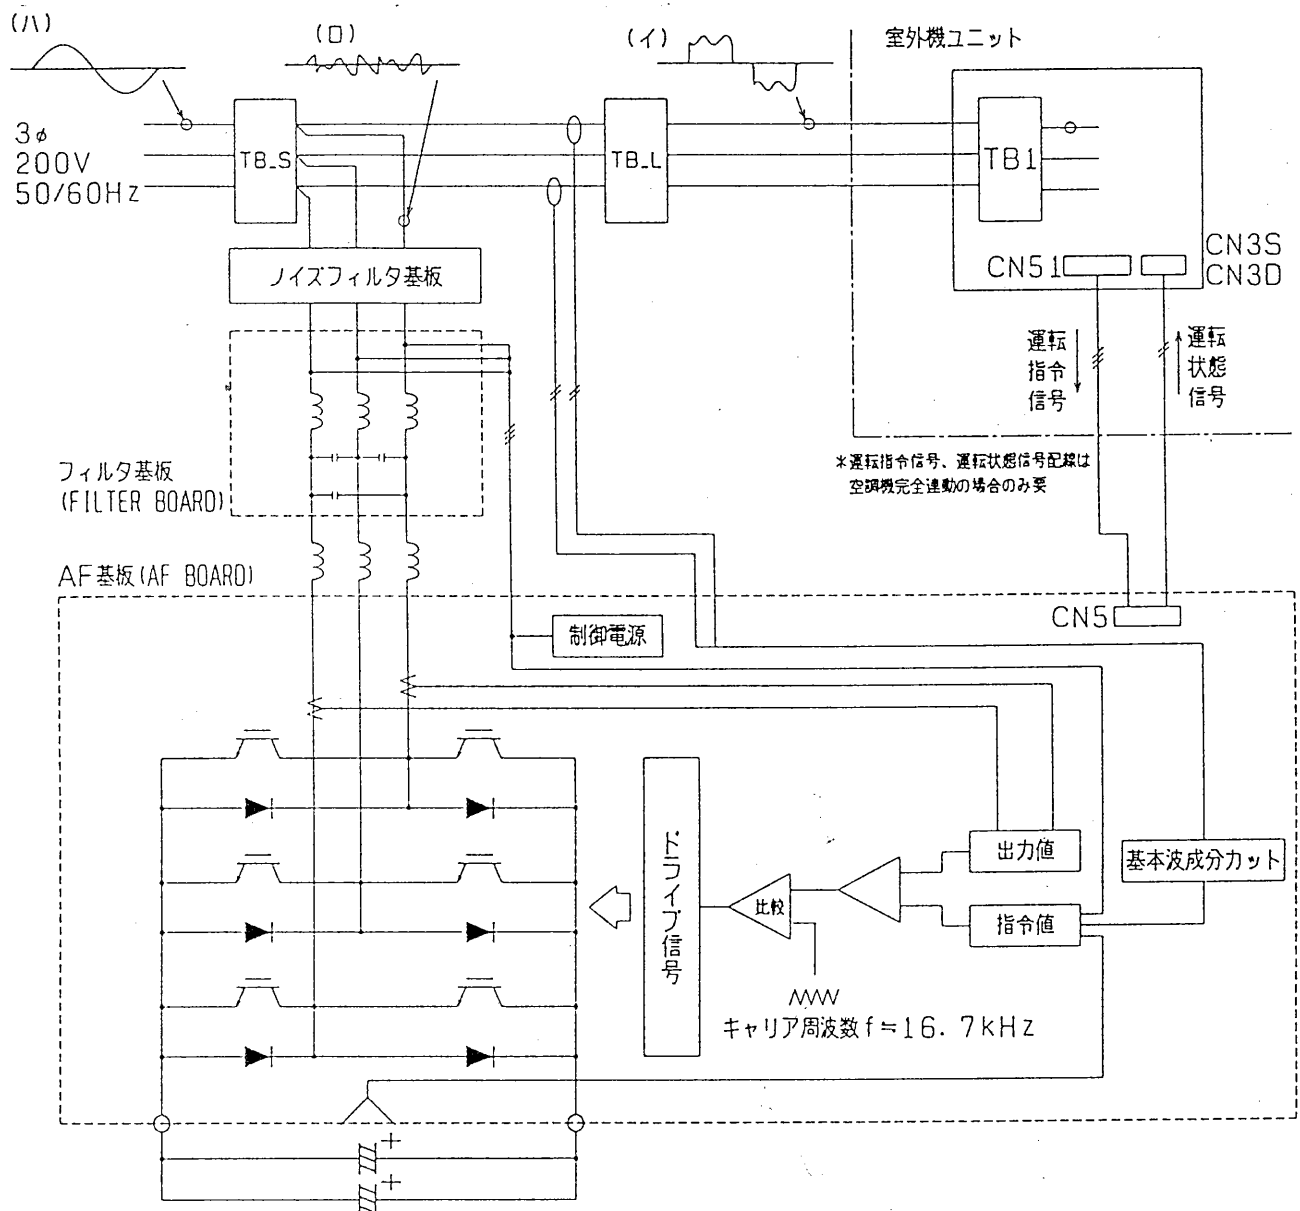 (ハ)
(ロ)
(イ)
室外機ユニット
3φ
200V
50/60Hz
TB_S
TB_L
TB1
CN51
CN3S
CN3D
ノイズフィルタ基板
運転
指令
信号
運転
状態
信号
*運転指令信号、運転状態信号配線は
空調機完全連動の場合のみ要
フィルタ基板
(FILTER BOARD)
AF基板(AF BOARD)
CN5
制御電源
ドライブ信号
比較
出力値
指令値
基本波成分カット
キャリア周波数f≒16.7kHz
+
+